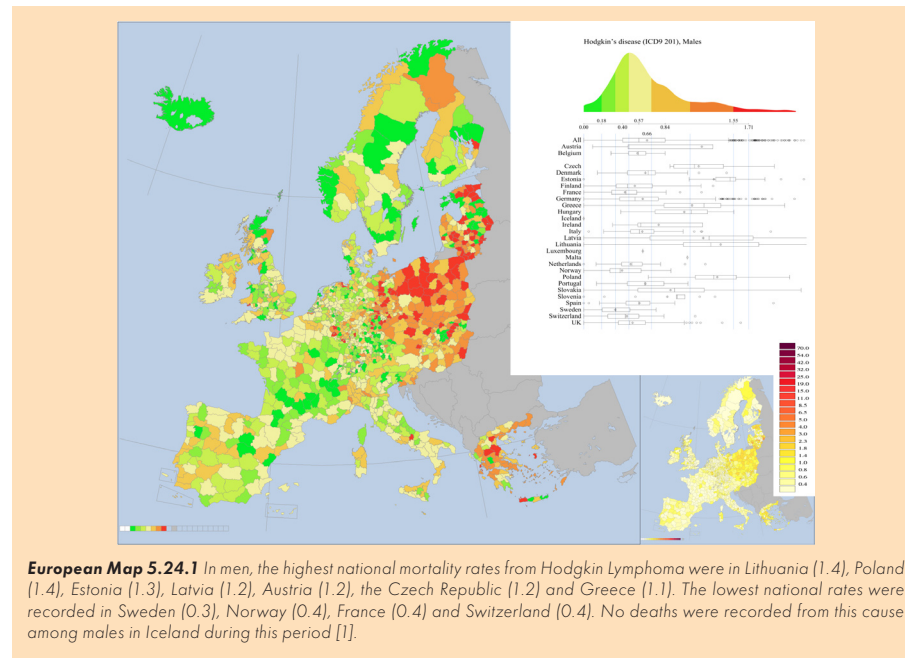 Hodgkin's disease (ICD9 201), Males
0.18 0.57 1.55
0.00 0.40 0.84 1.71
0.66
All
Austria
Belgium
Czech
Denmark
Estonia
Finland
France
Germany
Greece
Hungary
Iceland
Ireland
Italy
Latvia
Lithuania
Luxembourg
Malta
Netherlands
Norway
Poland
Portugal
Slovakia
Slovenia
Spain
Sweden
Switzerland
UK
70.0
54.0
42.0
32.0
25.0
19.0
15.0
11.0
8.5
6.5
5.0
4.0
3.0
2.3
1.8
1.4
1.0
0.8
0.6
0.4
European Map 5.24.1 In men, the highest national mortality rates from Hodgkin Lymphoma were in Lithuania (1.4), Poland
(1.4), Estonia (1.3), Latvia (1.2), Austria (1.2), the Czech Republic (1.2) and Greece (1.1). The lowest national rates were
recorded in Sweden (0.3), Norway (0.4), France (0.4) and Switzerland (0.4). No deaths were recorded from this cause
among males in Iceland during this period [1].